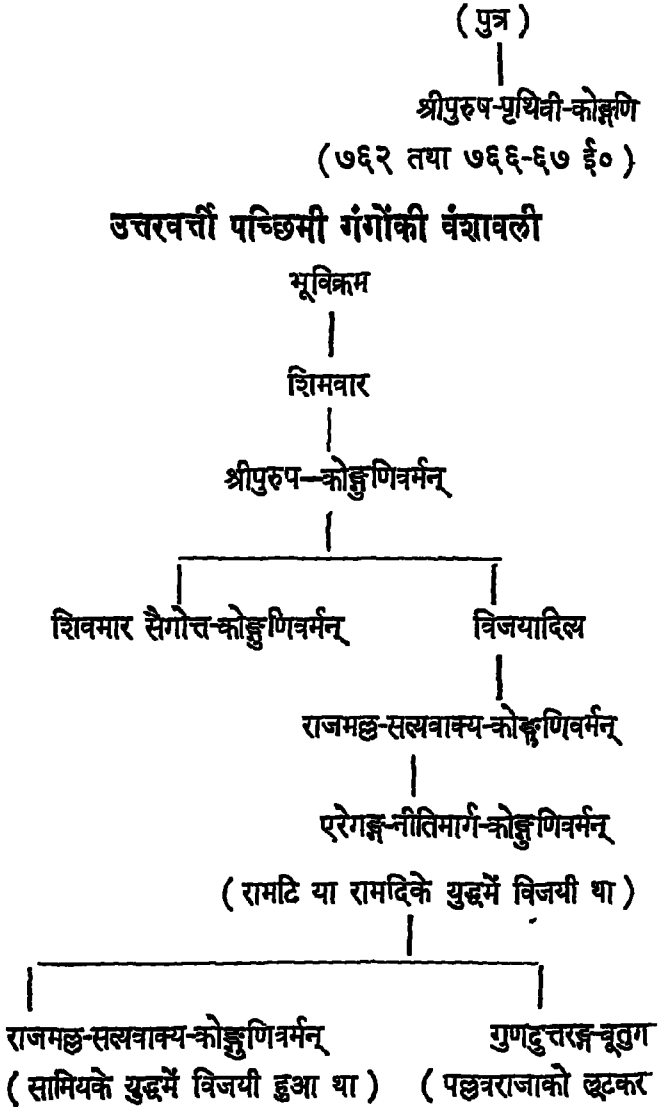 ( पुत्र )
श्रीपुरुष-पृथिवी-कोङ्गणि
( ७६२ तथा ७६६-६७ ई० )
उत्तरवर्त्ती पच्छिमी गंगोंकी वंशावली
भूविक्रम
शिमवार
श्रीपुरुप–कोङ्गुणिवर्मन्
शिवमार सैगोत्त-कोङ्गुणिवर्मन् विजयादित्य
राजमल्ल-सत्यवाक्य-कोङ्गुणिवर्मन्
एरेगङ्ग-नीतिमार्ग-कोङ्गुणिवर्मन्
( रामटि या रामदिके युद्धमें विजयी था )
राजमल्ल-सत्यवाक्य-कोङ्गुणिवर्मन् गुणदुत्तरङ्ग-बूतुग
( सामियके युद्धमें विजयी हुआ था ) ( पल्लवराजाको लूटकर